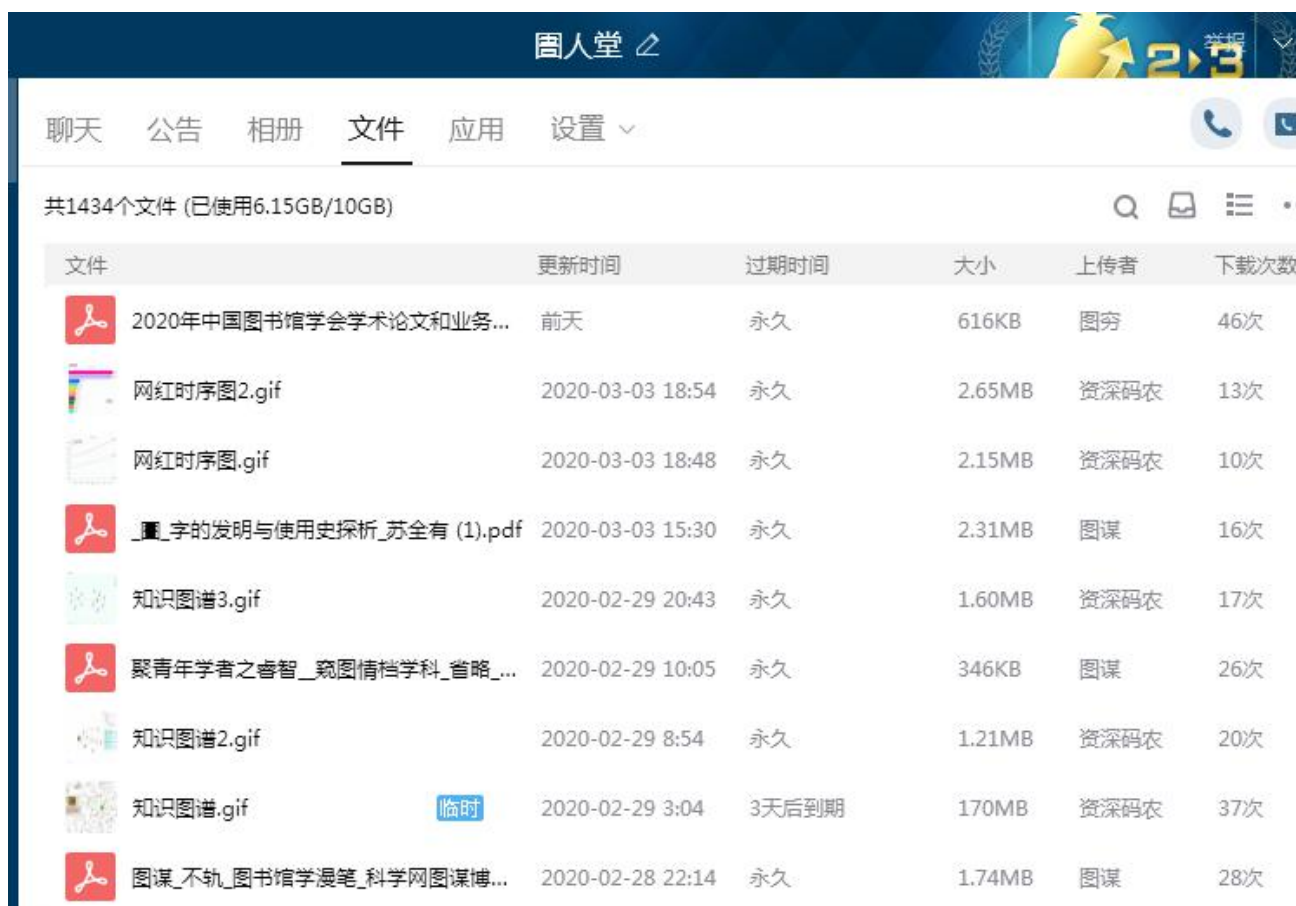 圕人堂
举报
2 3
聊天 公告 相册 文件 应用 设置
共1434个文件 (已使用6.15GB/10GB)
文件 更新时间 过期时间 大小 上传者 下载次数
2020年中国图书馆学会学术论文和业务... 前天 永久 616KB 图穷 46次
网红时序图2.gif 2020-03-03 18:54 永久 2.65MB 资深码农 13次
网红时序图.gif 2020-03-03 18:48 永久 2.15MB 资深码农 10次
_圕_字的发明与使用史探析_苏全有 (1).pdf 2020-03-03 15:30 永久 2.31MB 图谋 16次
知识图谱3.gif 2020-02-29 20:43 永久 1.60MB 资深码农 17次
聚青年学者之睿智__窥图情档学科_省略_... 2020-02-29 10:05 永久 346KB 图谋 26次
知识图谱2.gif 2020-02-29 8:54 永久 1.21MB 资深码农 20次
知识图谱.gif 临时 2020-02-29 3:04 3天后到期 170MB 资深码农 37次
图谋_不轨_图书馆学漫笔_科学网图谋博... 2020-02-28 22:14 永久 1.74MB 图谋 28次